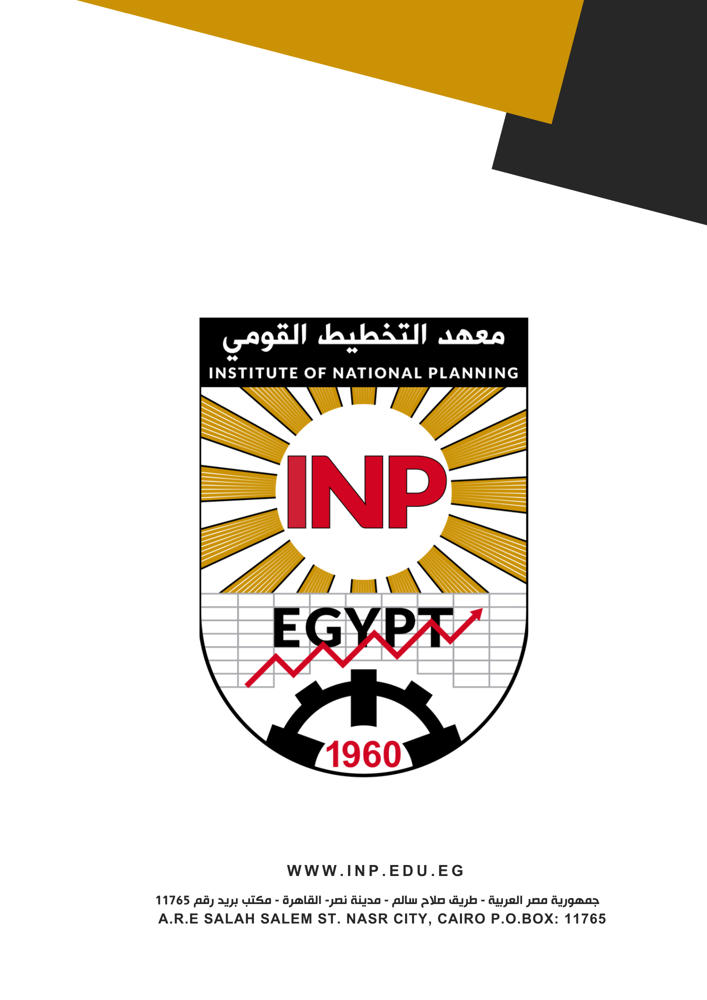 معهد التخطيط القومي
INSTITUTE OF NATIONAL PLANNING
INP
EGYPT
1960
WWW.INP.EDU.EG
جمهورية مصر العربية - طريق صلاح سالم - مدينة نصر- القاهرة - مكتب بريد رقم 11765
A.R.E SALAH SALEM ST. NASR CITY, CAIRO P.O.BOX: 11765